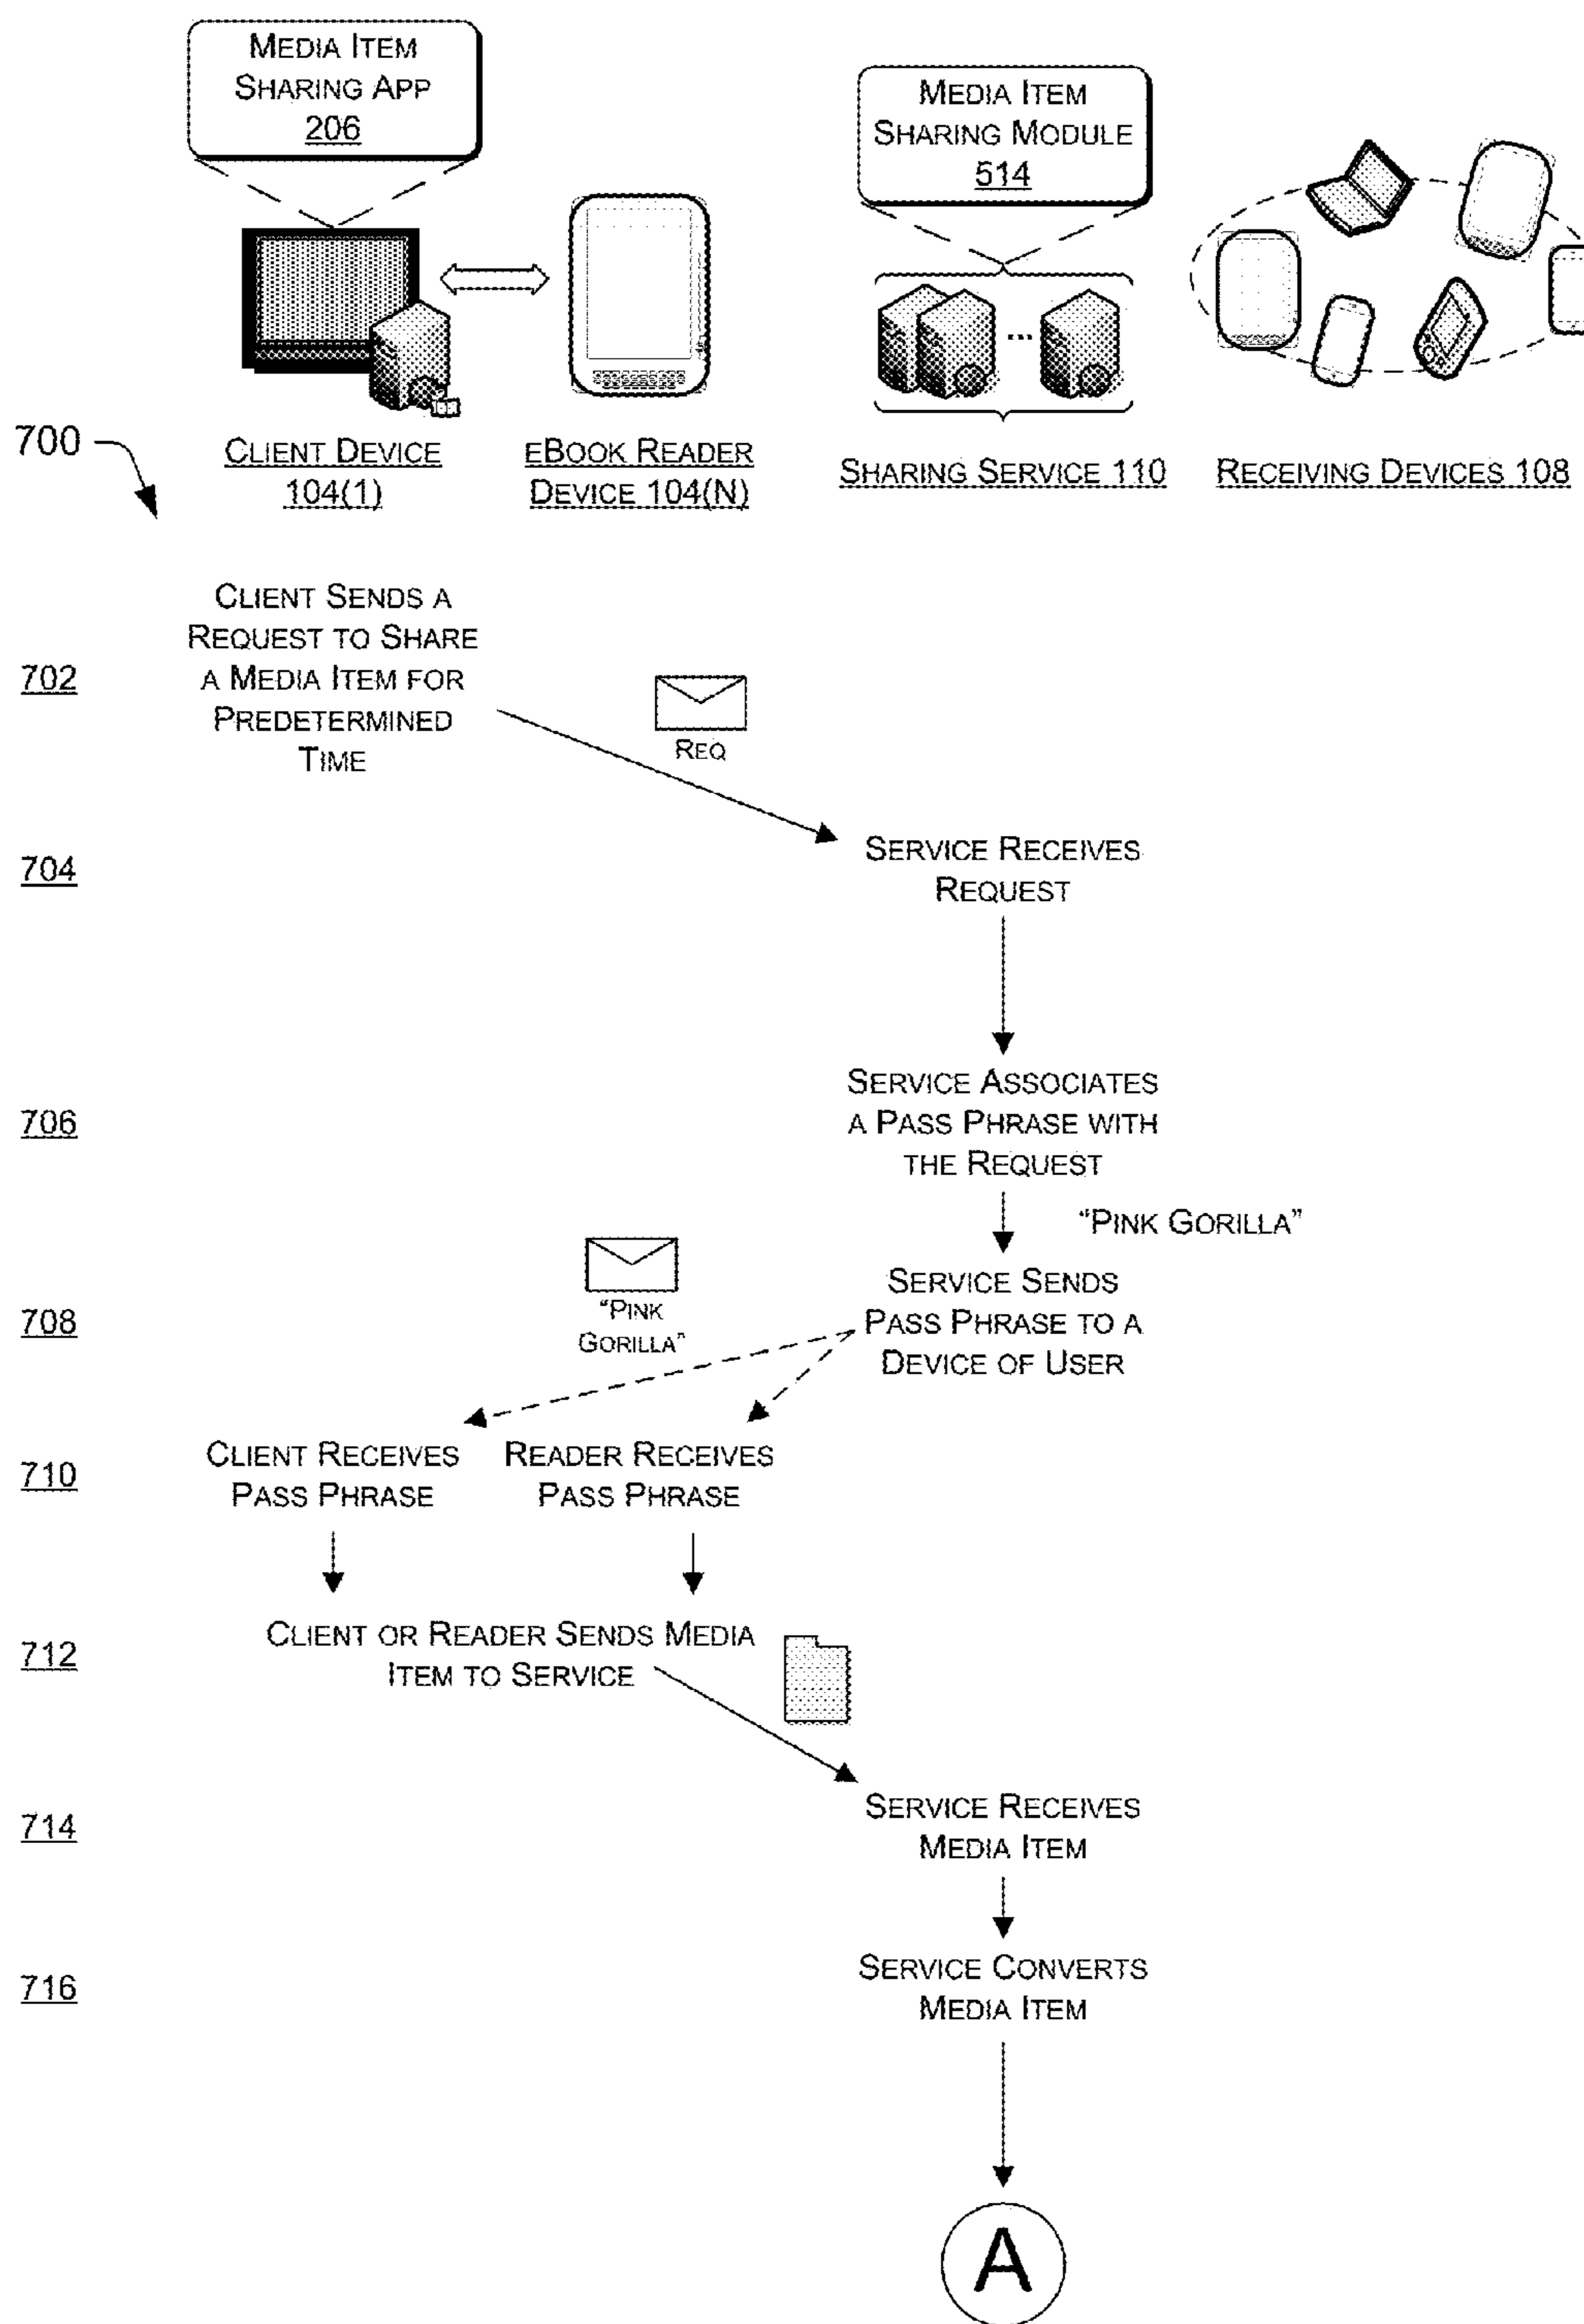 MEDIA ITEM
SHARING APP
206
MEDIA ITEM
SHARING MODULE
514
...
700
CLIENT DEVICE
104(1)
EBOOK READER
DEVICE 104(N)
SHARING SERVICE 110
RECEIVING DEVICES 108
702
CLIENT SENDS A
REQUEST TO SHARE
A MEDIA ITEM FOR
PREDETERMINED
TIME
REQ
704
SERVICE RECEIVES
REQUEST
706
SERVICE ASSOCIATES
A PASS PHRASE WITH
THE REQUEST
"PINK GORILLA"
708
"PINK
GORILLA"
SERVICE SENDS
PASS PHRASE TO A
DEVICE OF USER
710
CLIENT RECEIVES
PASS PHRASE
READER RECEIVES
PASS PHRASE
712
CLIENT OR READER SENDS MEDIA
ITEM TO SERVICE
714
SERVICE RECEIVES
MEDIA ITEM
716
SERVICE CONVERTS
MEDIA ITEM
A